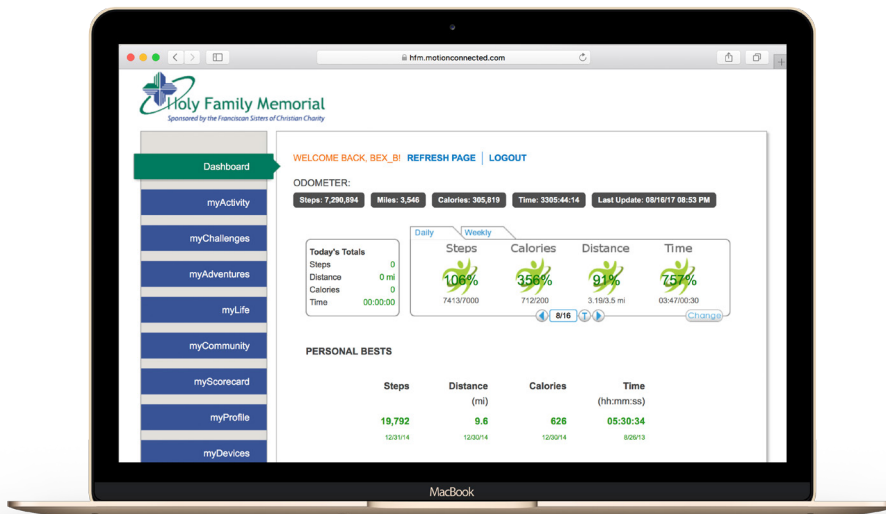 hfm.motionconnected.com
Holy Family Memorial
Sponsored by the Franciscan Sisters of Christian Charity
Dashboard
myActivity
myChallenges
myAdventures
myLife
myCommunity
myScorecard
myProfile
myDevices
WELCOME BACK, BEX_B! REFRESH PAGE | LOGOUT
ODOMETER:
Steps: 7,290,894 Miles: 3,546 Calories: 305,819 Time: 3305:44:14 Last Update: 08/16/17 08:53 PM
Today's Totals
Steps 0
Distance 0 mi
Calories 0
Time 00:00:00
Daily Weekly
Steps Calories Distance Time
106% 356% 91% 757%
7413/7000 712/200 3.19/3.5 mi 03:47/00:30
8/16 T Change
PERSONAL BESTS
Steps Distance Calories Time
(mi) (hh:mm:ss)
19,792 9.6 626 05:30:34
12/31/14 12/30/14 12/30/14 8/26/13
MacBook